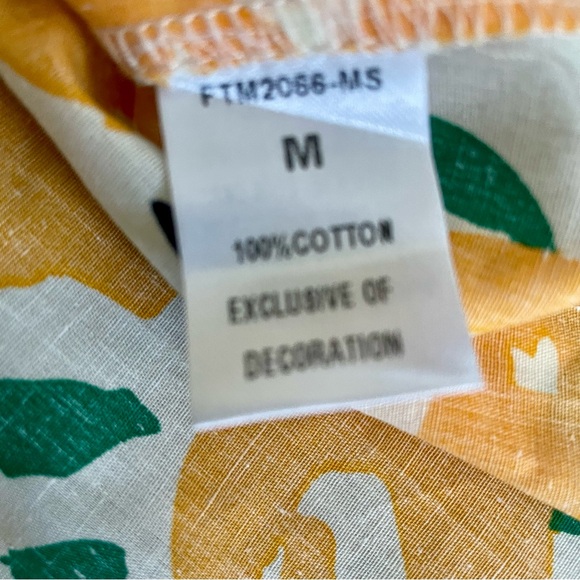 FTM2066-MS
M
100%COTTON
EXCLUSIVE OF
DECORATION